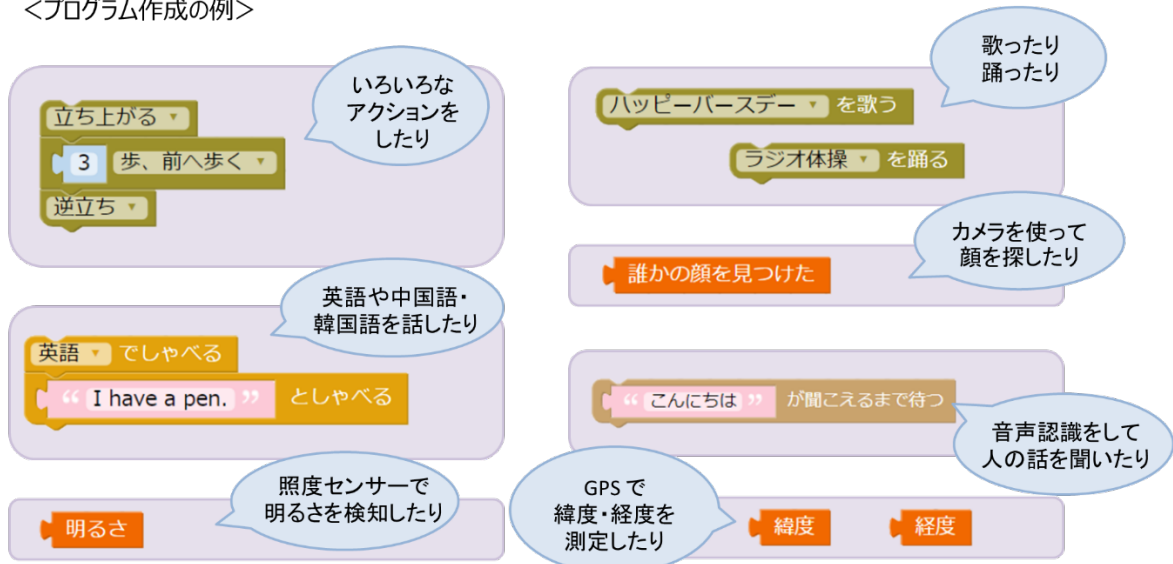 <プログラム作成の例>
いろいろな
アクションを
したり
立ち上がる
3 歩、前へ歩く
逆立ち
歌ったり
踊ったり
ハッピーバースデー を歌う
ラジオ体操 を踊る
カメラを使って
顔を探したり
誰かの顔を見つけた
英語や中国語・
韓国語を話したり
英語 でしゃべる
“ I have a pen. ” としゃべる
“ こんにちは ” が聞こえるまで待つ
音声認識をして
人の話を聞いたり
照度センサーで
明るさを検知したり
明るさ
GPS で
緯度・経度を
測定したり
緯度
経度